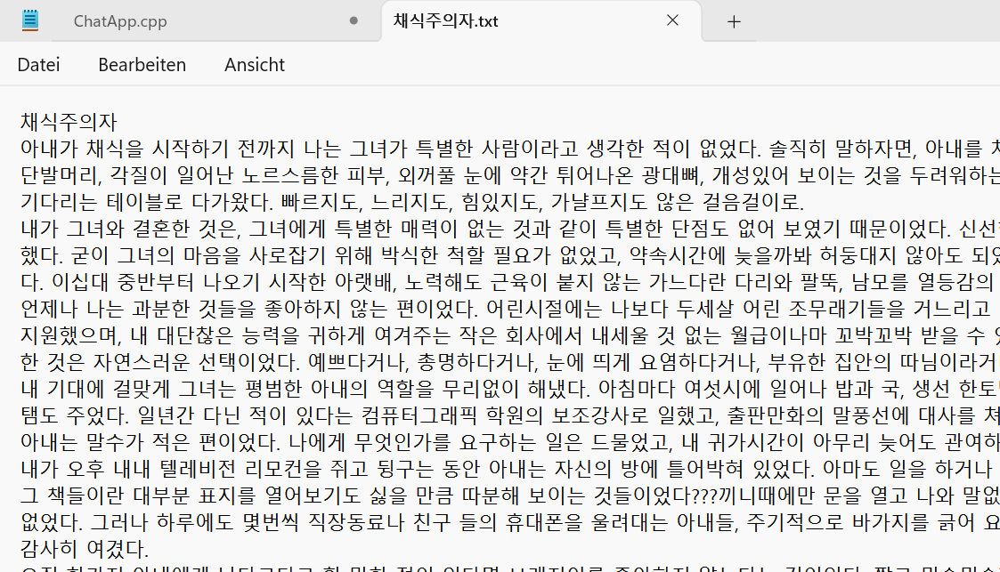 ChatApp.cpp
채식주의자.txt
Datei Bearbeiten Ansicht
채식주의자
아내가 채식을 시작하기 전까지 나는 그녀가 특별한 사람이라고 생각한 적이 없었다. 솔직히 말하자면, 아내를
단발머리, 각질이 일어난 노르스름한 피부, 외꺼풀 눈에 약간 튀어나온 광대뼈, 개성있어 보이는 것을 두려워하는
기다리는 테이블로 다가왔다. 빠르지도, 느리지도, 힘있지도, 가냘프지도 않은 걸음걸이로.
내가 그녀와 결혼한 것은, 그녀에게 특별한 매력이 없는 것과 같이 특별한 단점도 없어 보였기 때문이었다.
했다. 굳이 그녀의 마음을 사로잡기 위해 박식한 척할 필요가 없었고, 약속시간에 늦을까봐 허둥대지 않아도
다. 이십대 중반부터 나오기 시작한 아랫배, 노력해도 근육이 붙지 않는 가느다란 다리와 팔뚝, 남모를 열등감의
언제나 나는 과분한 것들을 좋아하지 않는 편이었다. 어린시절에는 나보다 두세살 어린 조무래기들을 거느리고
지원했으며, 내 대단찮은 능력을 귀하게 여겨주는 작은 회사에서 내세울 것 없는 월급이나마 꼬박꼬박 받을 수
한 것은 자연스러운 선택이었다. 예쁘다거나, 총명하다거나, 눈에 띄게 요염하다거나, 부유한 집안의 따님이라거
내 기대에 걸맞게 그녀는 평범한 아내의 역할을 무리없이 해냈다. 아침마다 여섯시에 일어나 밥과 국, 생선 한토
탬도 주었다. 일년간 다닌 적이 있다는 컴퓨터그래픽 학원의 보조강사로 일했고, 출판만화의 말풍선에 대사를
아내는 말수가 적은 편이었다. 나에게 무엇인가를 요구하는 일은 드물었고, 내 귀가시간이 아무리 늦어도 관여하
내가 오후 내내 텔레비전 리모컨을 쥐고 뒹구는 동안 아내는 자신의 방에 틀어박혀 있었다. 아마도 일을 하거나
그 책들이란 대부분 표지를 열어보기도 싫을 만큼 따분해 보이는 것들이었다???끼니때에만 문을 열고 나와 말없
없었다. 그러나 하루에도 몇번씩 직장동료나 친구 들의 휴대폰을 울려대는 아내들, 주기적으로 바가지를 긁어 요
감사히 여겼다.